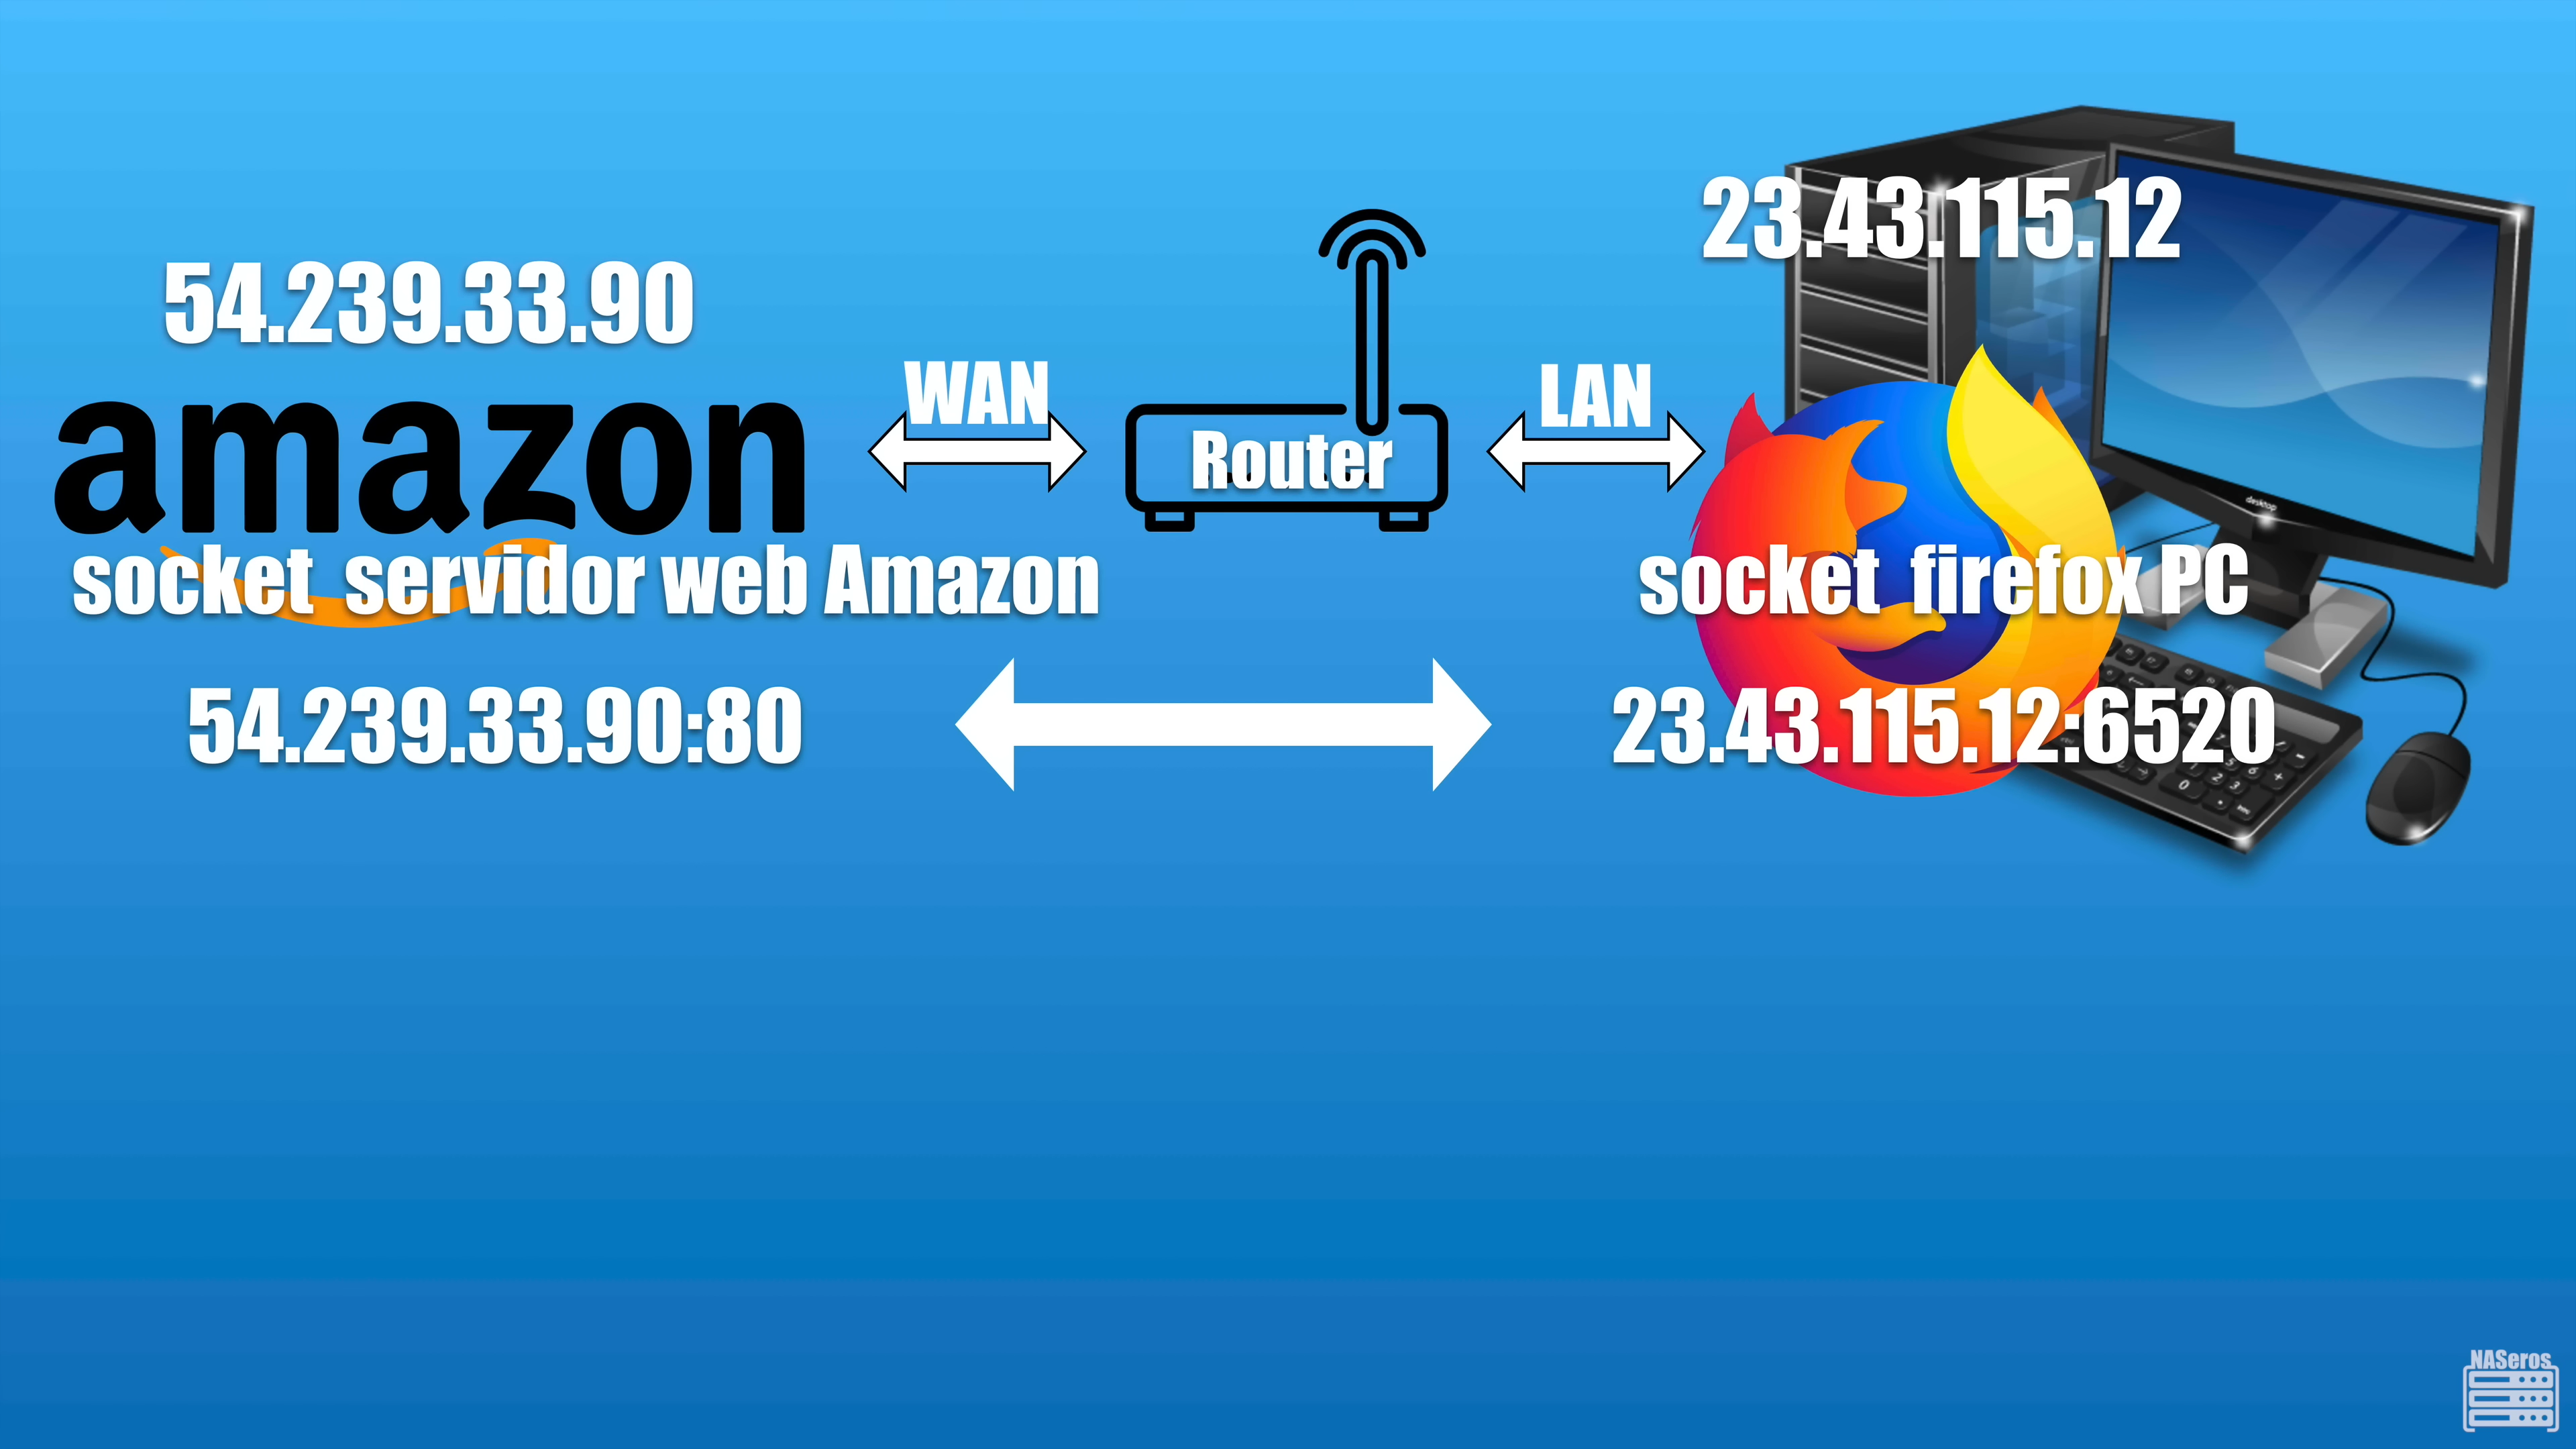 23.43.115.12
54.239.33.90
amazon
WAN
Router
LAN
desktop
socket servidor web Amazon
socket firefox PC
54.239.33.90:80
23.43.115.12:6520
NASeros